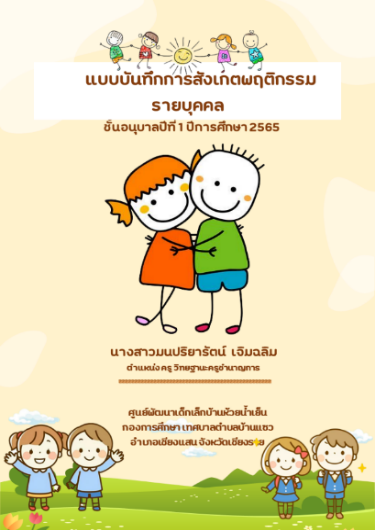 แบบบันทึกการสังเกตพฤติกรรม
รายบุคคล
ชั้นอนุบาลปีที่ 1 ปีการศึกษา 2565
นางสาวมนปริยารัตน์ เจิมฉลิม
ตำแหน่ง ครู วิทยฐานะครูชำนาญการ
ศูนย์พัฒนาเด็กเล็กบ้านห้วยน้ำเย็น
กองการศึกษา เทศบาลตำบลบ้านแซว
อำเภอเชียงแสน จังหวัดเชียงราย